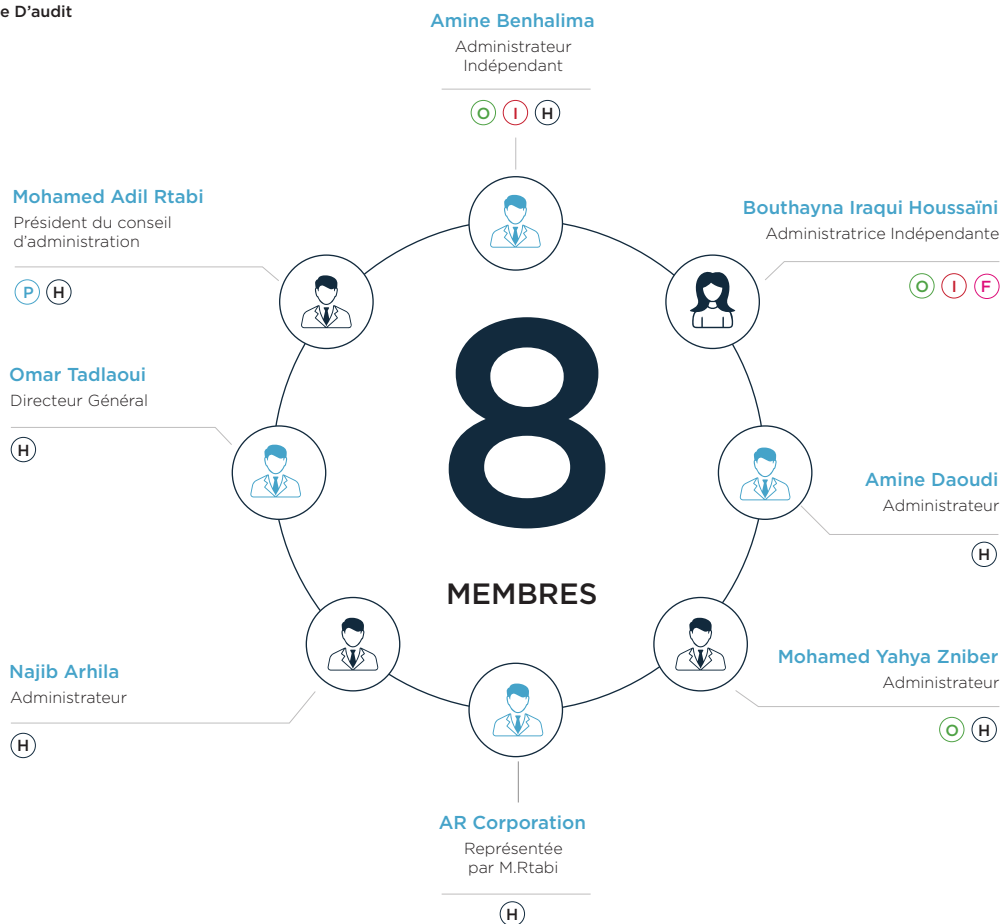 e D'audit
Amine Benhalima
Administrateur
Indépendant
O I H
Mohamed Adil Rtabi
Président du conseil
d'administration
P H
Bouthayna Iraqui Houssaïni
Administratrice Indépendante
O I F
Omar Tadlaoui
Directeur Général
H
8
MEMBRES
Amine Daoudi
Administrateur
H
Najib Arhila
Administrateur
H
Mohamed Yahya Zniber
Administrateur
O H
AR Corporation
Représentée
par M.Rtabi
H